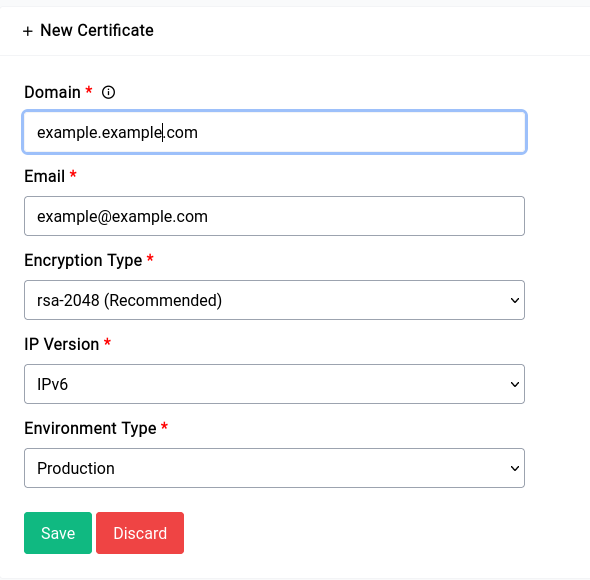 + New Certificate
Domain *
example.example.com
Email *
example@example.com
Encryption Type *
rsa-2048 (Recommended)
IP Version *
IPv6
Environment Type *
Production
Save Discard